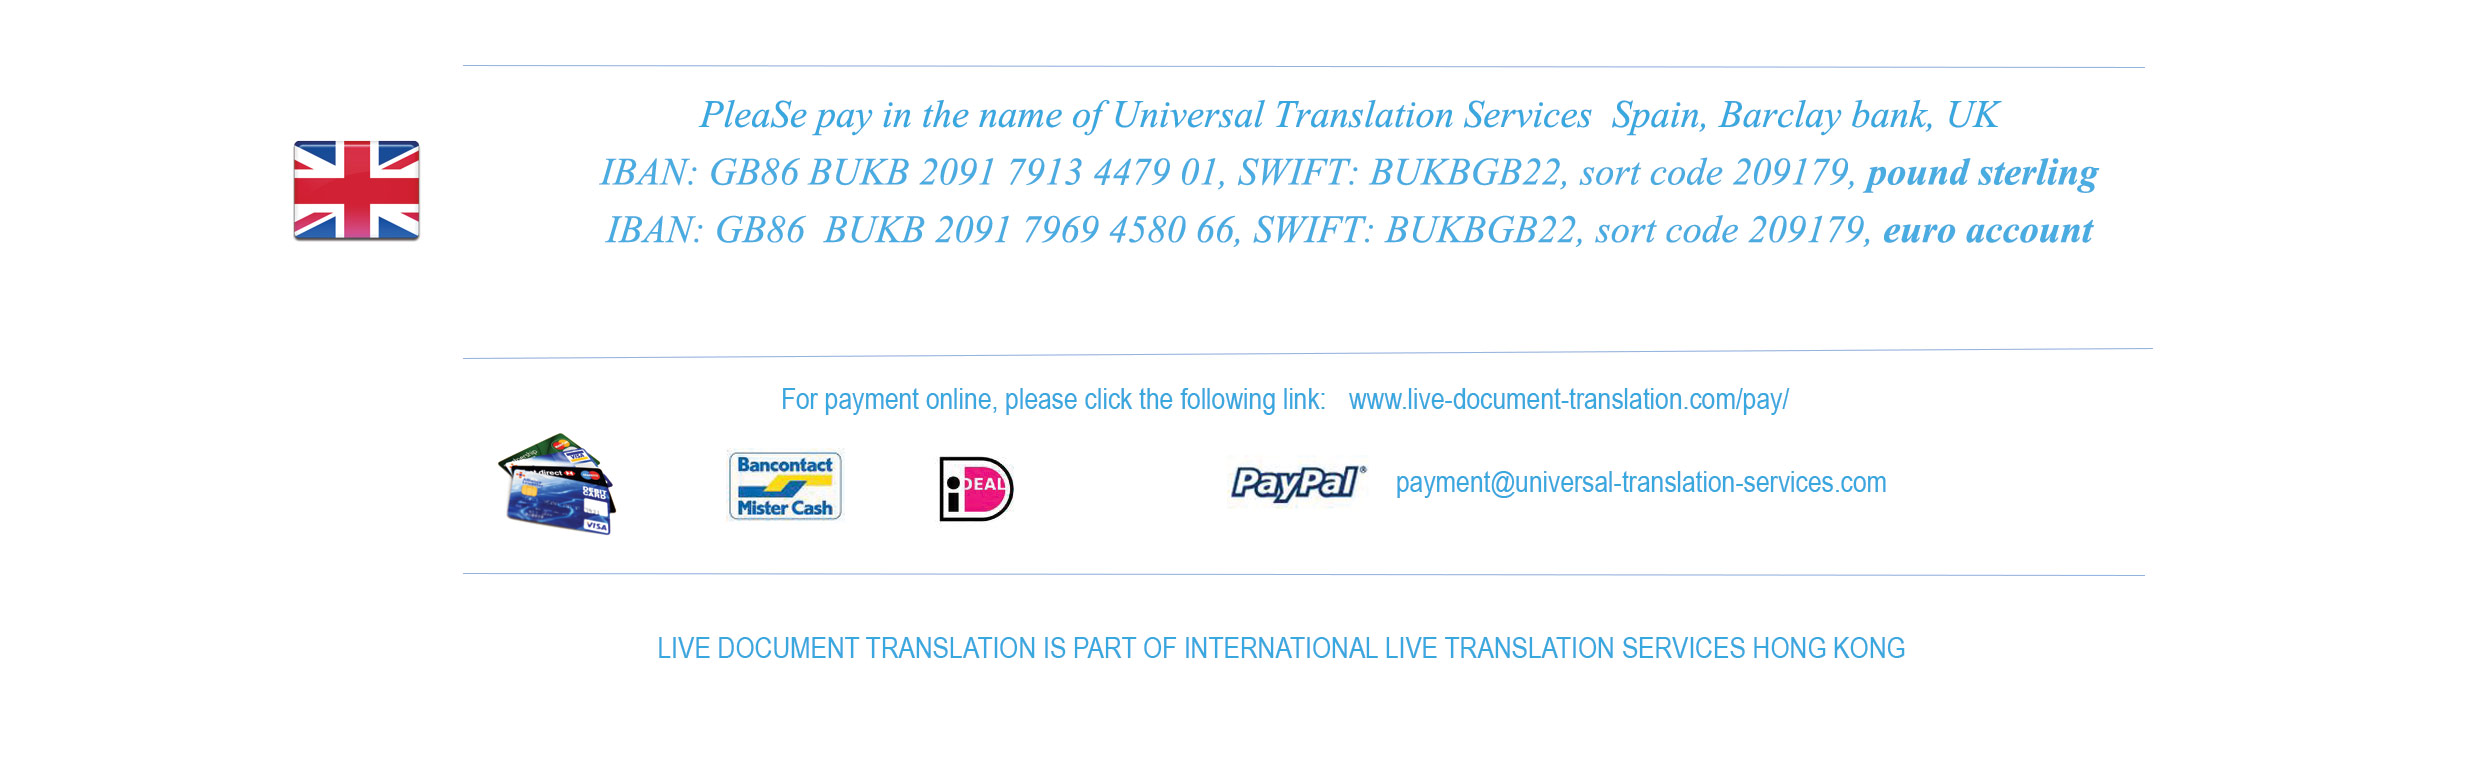 PleaSe pay in the name of Universal Translation Services Spain, Barclay bank, UK
IBAN: GB86 BUKB 2091 7913 4479 01, SWIFT: BUKBGB22, sort code 209179, pound sterling
IBAN: GB86 BUKB 2091 7969 4580 66, SWIFT: BUKBGB22, sort code 209179, euro account
For payment online, please click the following link: www.live-document-translation.com/pay/
direct
DEBIT
CARD
VISA
Bancontact
Mister Cash
iDEAL
PayPal® payment@universal-translation-services.com
LIVE DOCUMENT TRANSLATION IS PART OF INTERNATIONAL LIVE TRANSLATION SERVICES HONG KONG